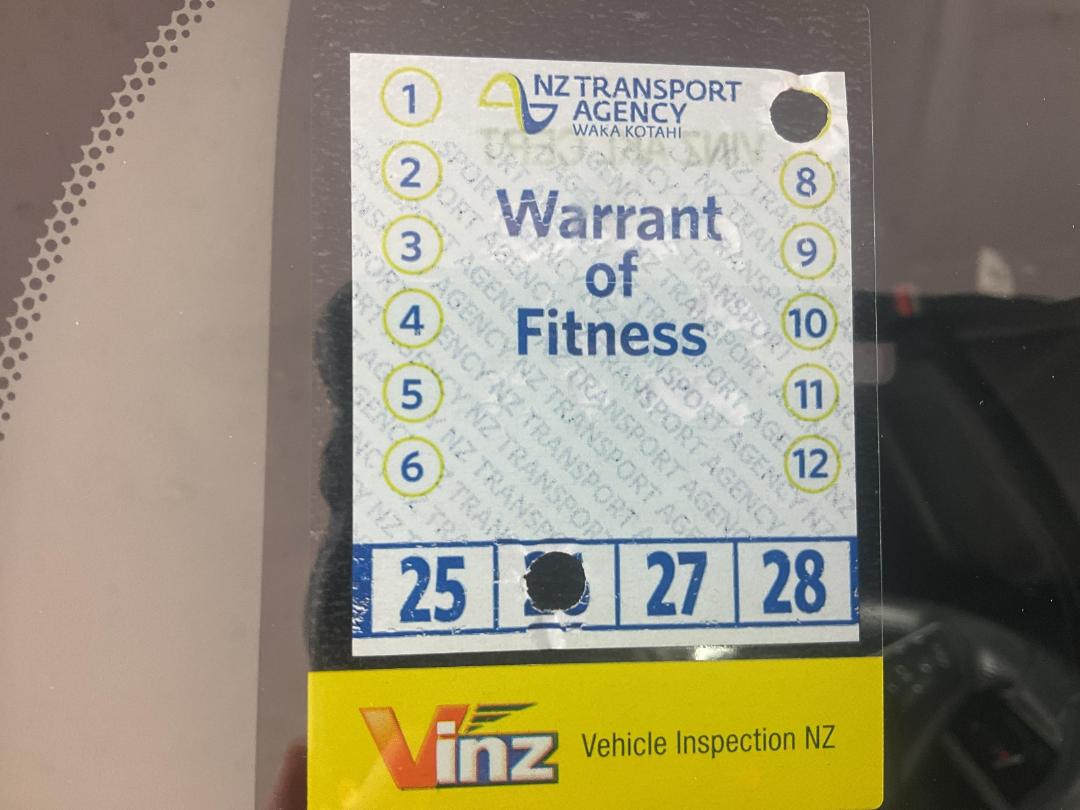 1
NZ TRANSPORT
AGENCY
WAKA KOTAHI
VINZ
2
8
Warrant
of
Fitness
3
9
4
10
5
11
6
12
25
27
28
Vinz Vehicle Inspection NZ